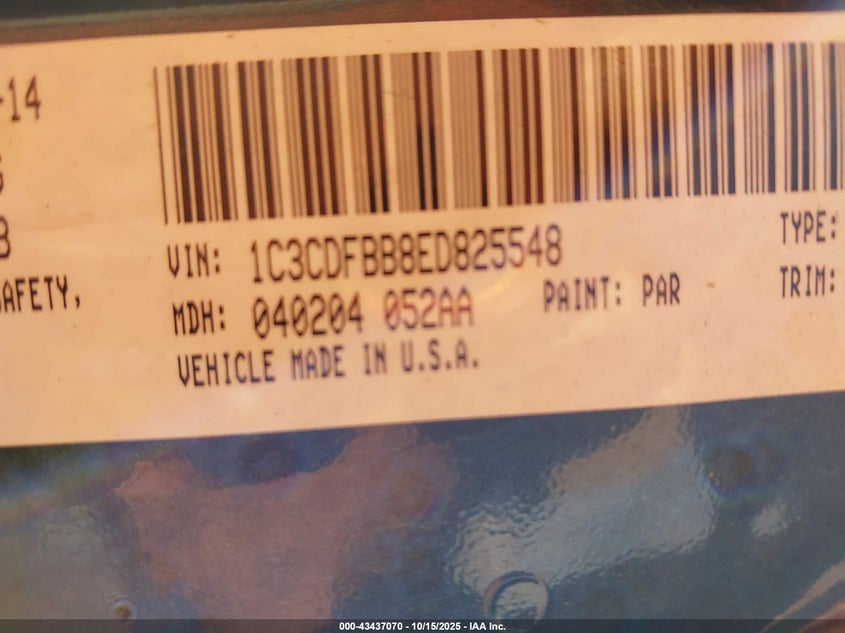 -14
AFETY,
VIN: 1C3CDFBB8ED825548
TYPE:
MDH: 040204 052AA
PAINT: PAR
TRIM:
VEHICLE MADE IN U.S.A.
000-43437070 - 10/15/2025 - IAA Inc.